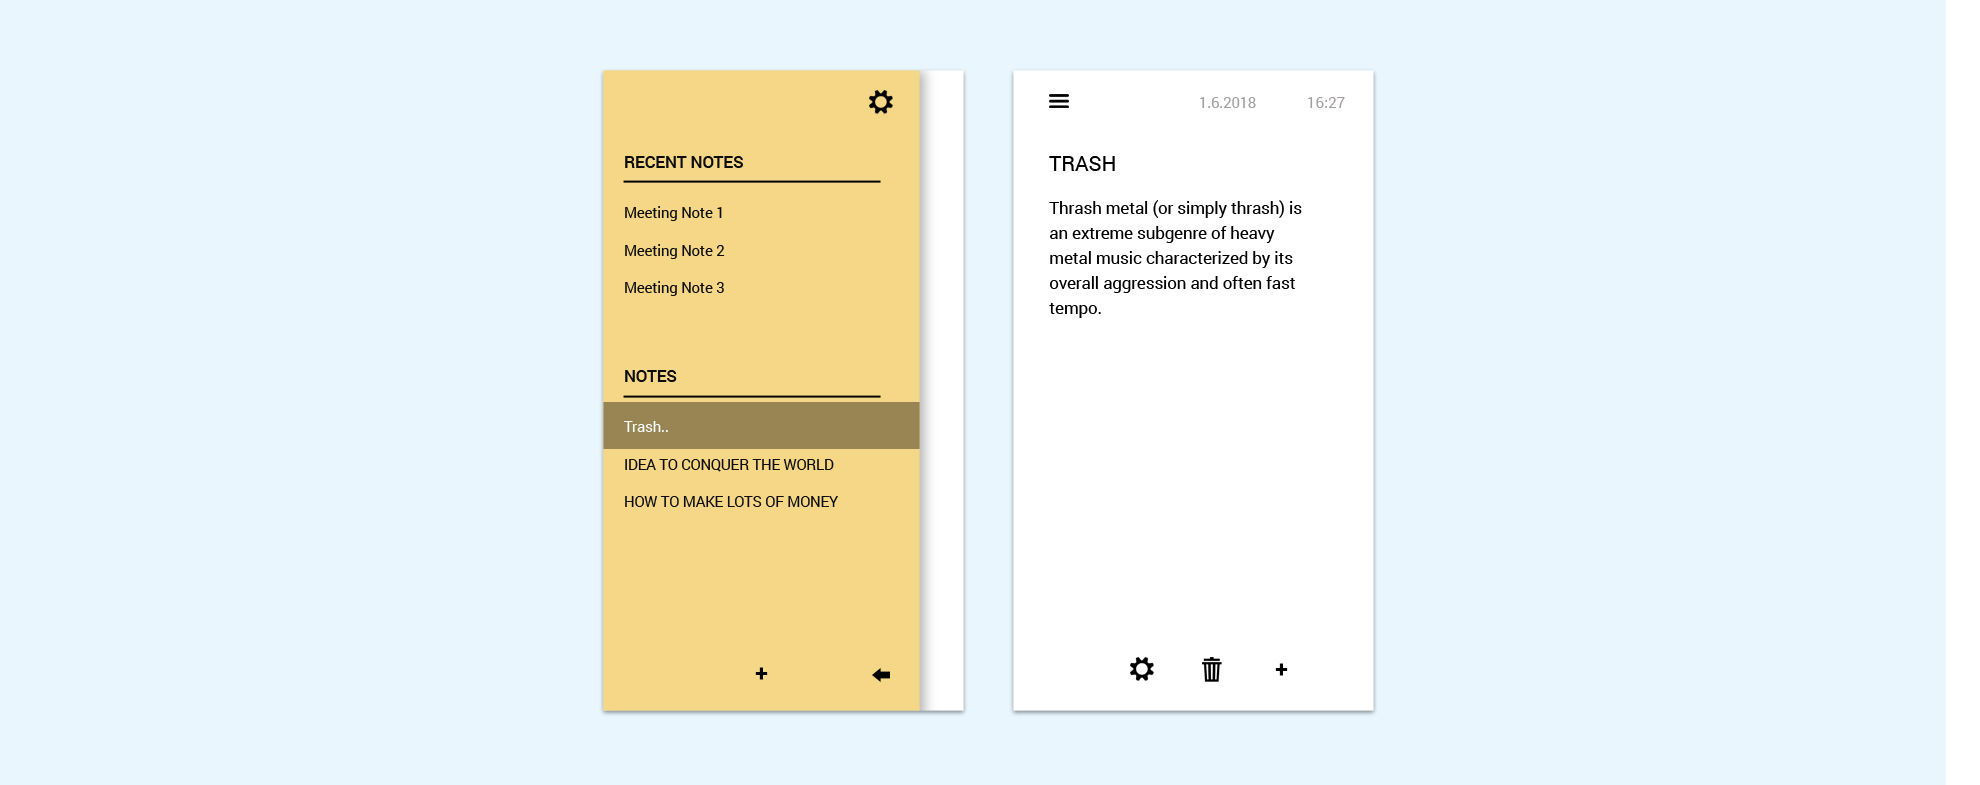 RECENT NOTES
Meeting Note 1
Meeting Note 2
Meeting Note 3
NOTES
Trash..
IDEA TO CONQUER THE WORLD
HOW TO MAKE LOTS OF MONEY
1.6.2018 16:27
TRASH
Thrash metal (or simply thrash) is
an extreme subgenre of heavy
metal music characterized by its
overall aggression and often fast
tempo.